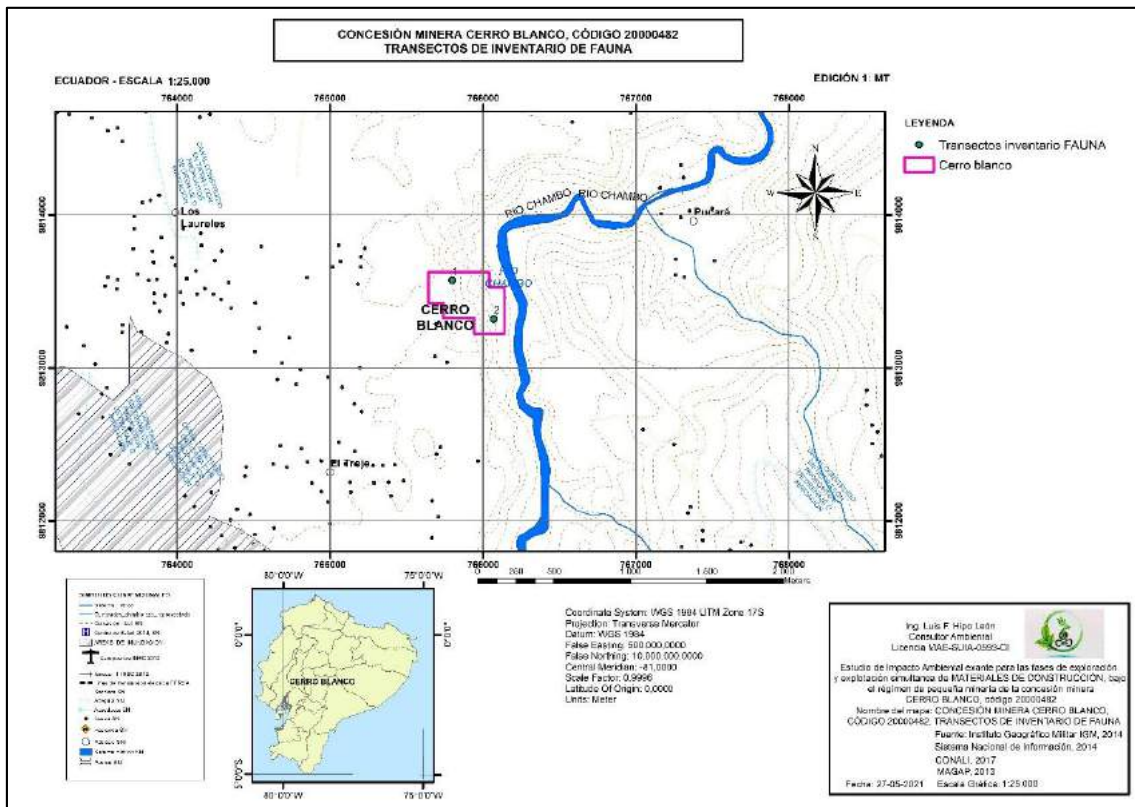 CONCESIÓN MINERA CERRO BLANCO, CÓDIGO 20000482
TRANSECTOS DE INVENTARIO DE FAUNA
ECUADOR - ESCALA 1:25.000
EDICIÓN 1: MT
764000
765000
766000
767000
768000
LEYENDA
Transectos inventario FAUNA
Cerro blanco
N
W
E
S
RIO CHAMBO
RIO CHAMBO
Los
Laureles
Pucará
9814000
9814000
1
RIO
CHAMBO
2
CERRO
BLANCO
9813000
9813000
El Troje
9812000
9812000
764000
765000
766000
767000
768000
0
250
500
1.000
1.500
2.000
Meters
80°0'0"W
75°0'0"W
0°0'0"
0°0'0"
CERRO BLANCO
5°0'0"S
5°0'0"S
80°0'0"W
75°0'0"W
Coordinate System: WGS 1984 UTM Zone 17S
Projection: Transverse Mercator
Datum: WGS 1984
False Easting: 500.000,0000
False Northing: 10.000.000,0000
Central Meridian: -81,0000
Scale Factor: 0,9996
Latitude Of Origin: 0,0000
Units: Meter
Ing. Luis F. Hipo León
Consultor Ambiental
Licencia MAE-SUIA-0593-CI
Estudio de Impacto Ambiental exante para las fases de exploración
y explotación simultanea de MATERIALES DE CONSTRUCCIÓN, bajo
el régimen de pequeña minería de la concesión minera
CERRO BLANCO, código 20000482
Nombre del mapa: CONCESIÓN MINERA CERRO BLANCO,
CÓDIGO 20000482, TRANSECTOS DE INVENTARIO DE FAUNA
Fuente: Instituto Geográfico Militar IGM, 2014
Sistema Nacional de Información, 2014
CONALI, 2017
MAGAP, 2013
Fecha: 27-05-2021 Escala Gráfica: 1:25.000